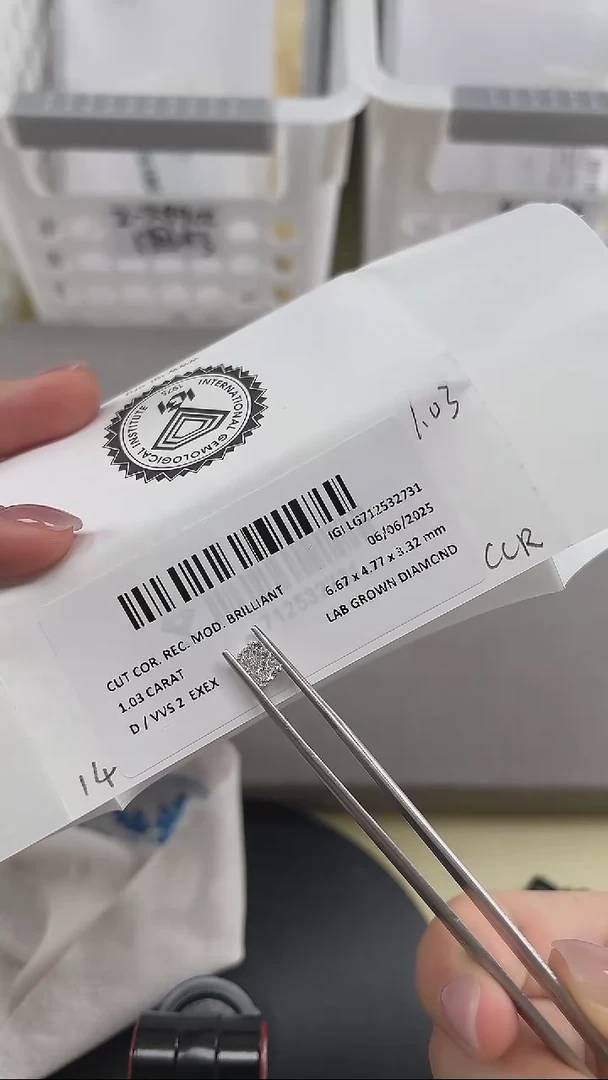 INTERNATIONAL GEMOLOGICAL INSTITUTE
1975
1.03
IGI LG712532731
06/06/2025
6.67 x 4.77 x 3.32 mm
LAB GROWN DIAMOND
CUT COR. REC. MOD. BRILLIANT
1.03 CARAT
D / VVS 2 EXEX
CCR
14